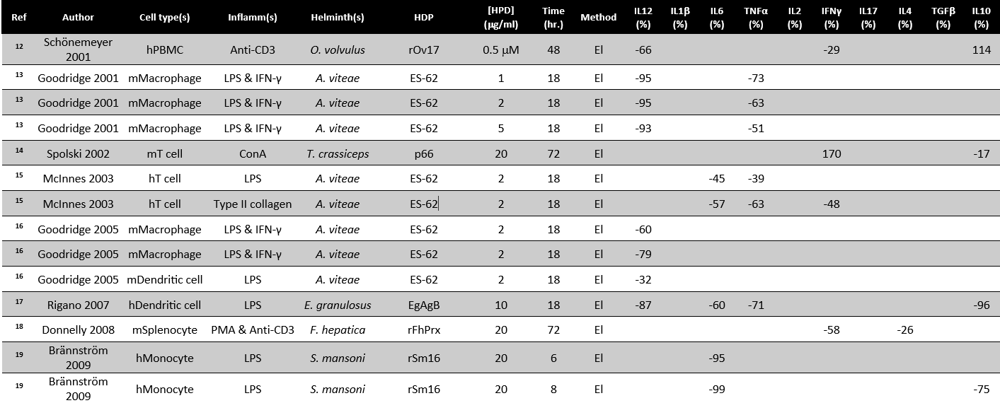 Ref Author Cell type(s) Inflamm(s) Helminth(s) HDP [HPD] (µg/ml) Time (hr.) Method IL12 (%) IL1β (%) IL6 (%) TNFα (%) IL2 (%) IFNγ (%) IL17 (%) IL4 (%) TGFβ (%) IL10 (%)
12 Schönemeyer 2001 hPBMC Anti-CD3 O. volvulus rOv17 0.5 µM 48 El -66 -29 114
13 Goodridge 2001 mMacrophage LPS & IFN-γ A. viteae ES-62 1 18 El -95 -73
13 Goodridge 2001 mMacrophage LPS & IFN-γ A. viteae ES-62 2 18 El -95 -63
13 Goodridge 2001 mMacrophage LPS & IFN-γ A. viteae ES-62 5 18 El -93 -51
14 Spolski 2002 mT cell ConA T. crassiceps p66 20 72 El 170 -17
15 McInnes 2003 hT cell LPS A. viteae ES-62 2 18 El -45 -39
15 McInnes 2003 hT cell Type II collagen A. viteae ES-62 2 18 El -57 -63 -48
16 Goodridge 2005 mMacrophage LPS & IFN-γ A. viteae ES-62 2 18 El -60
16 Goodridge 2005 mMacrophage LPS & IFN-γ A. viteae ES-62 2 18 El -79
16 Goodridge 2005 mDendritic cell LPS A. viteae ES-62 2 18 El -32
17 Rigano 2007 hDendritic cell LPS E. granulosus EgAgB 10 18 El -87 -60 -71 -96
18 Donnelly 2008 mSplenocyte PMA & Anti-CD3 F. hepatica rFhPrx 20 72 El -58 -26
19 Brännström 2009 hMonocyte LPS S. mansoni rSm16 20 6 El -95
19 Brännström 2009 hMonocyte LPS S. mansoni rSm16 20 8 El -99 -75